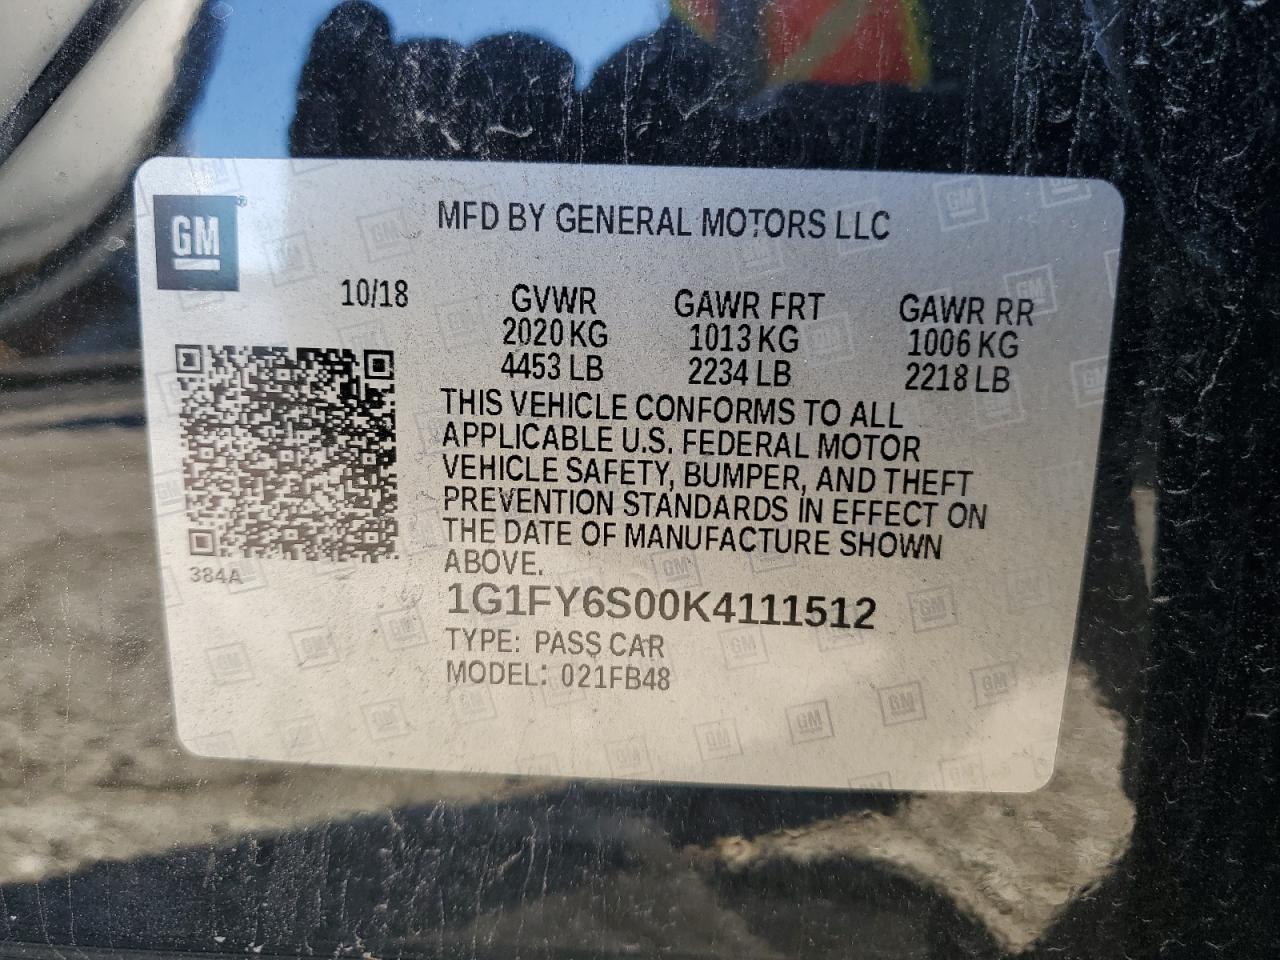 GM®
MFD BY GENERAL MOTORS LLC
10/18
GVWR
2020 KG
4453 LB
GAWR FRT
1013 KG
2234 LB
GAWR RR
1006 KG
2218 LB
THIS VEHICLE CONFORMS TO ALL
APPLICABLE U.S. FEDERAL MOTOR
VEHICLE SAFETY, BUMPER, AND THEFT
PREVENTION STANDARDS IN EFFECT ON
THE DATE OF MANUFACTURE SHOWN
ABOVE.
384A
1G1FY6S00K4111512
TYPE: PASS CAR
MODEL: 021FB48